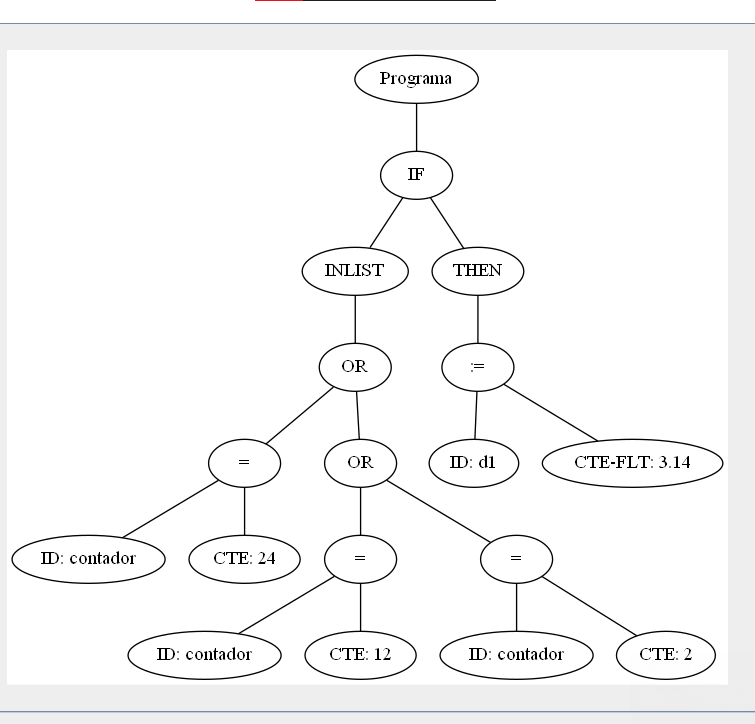 Programa
IF
INLIST
THEN
OR
:=
=
OR
ID: d1
CTE-FLT: 3.14
ID: contador
CTE: 24
=
=
ID: contador
CTE: 12
ID: contador
CTE: 2